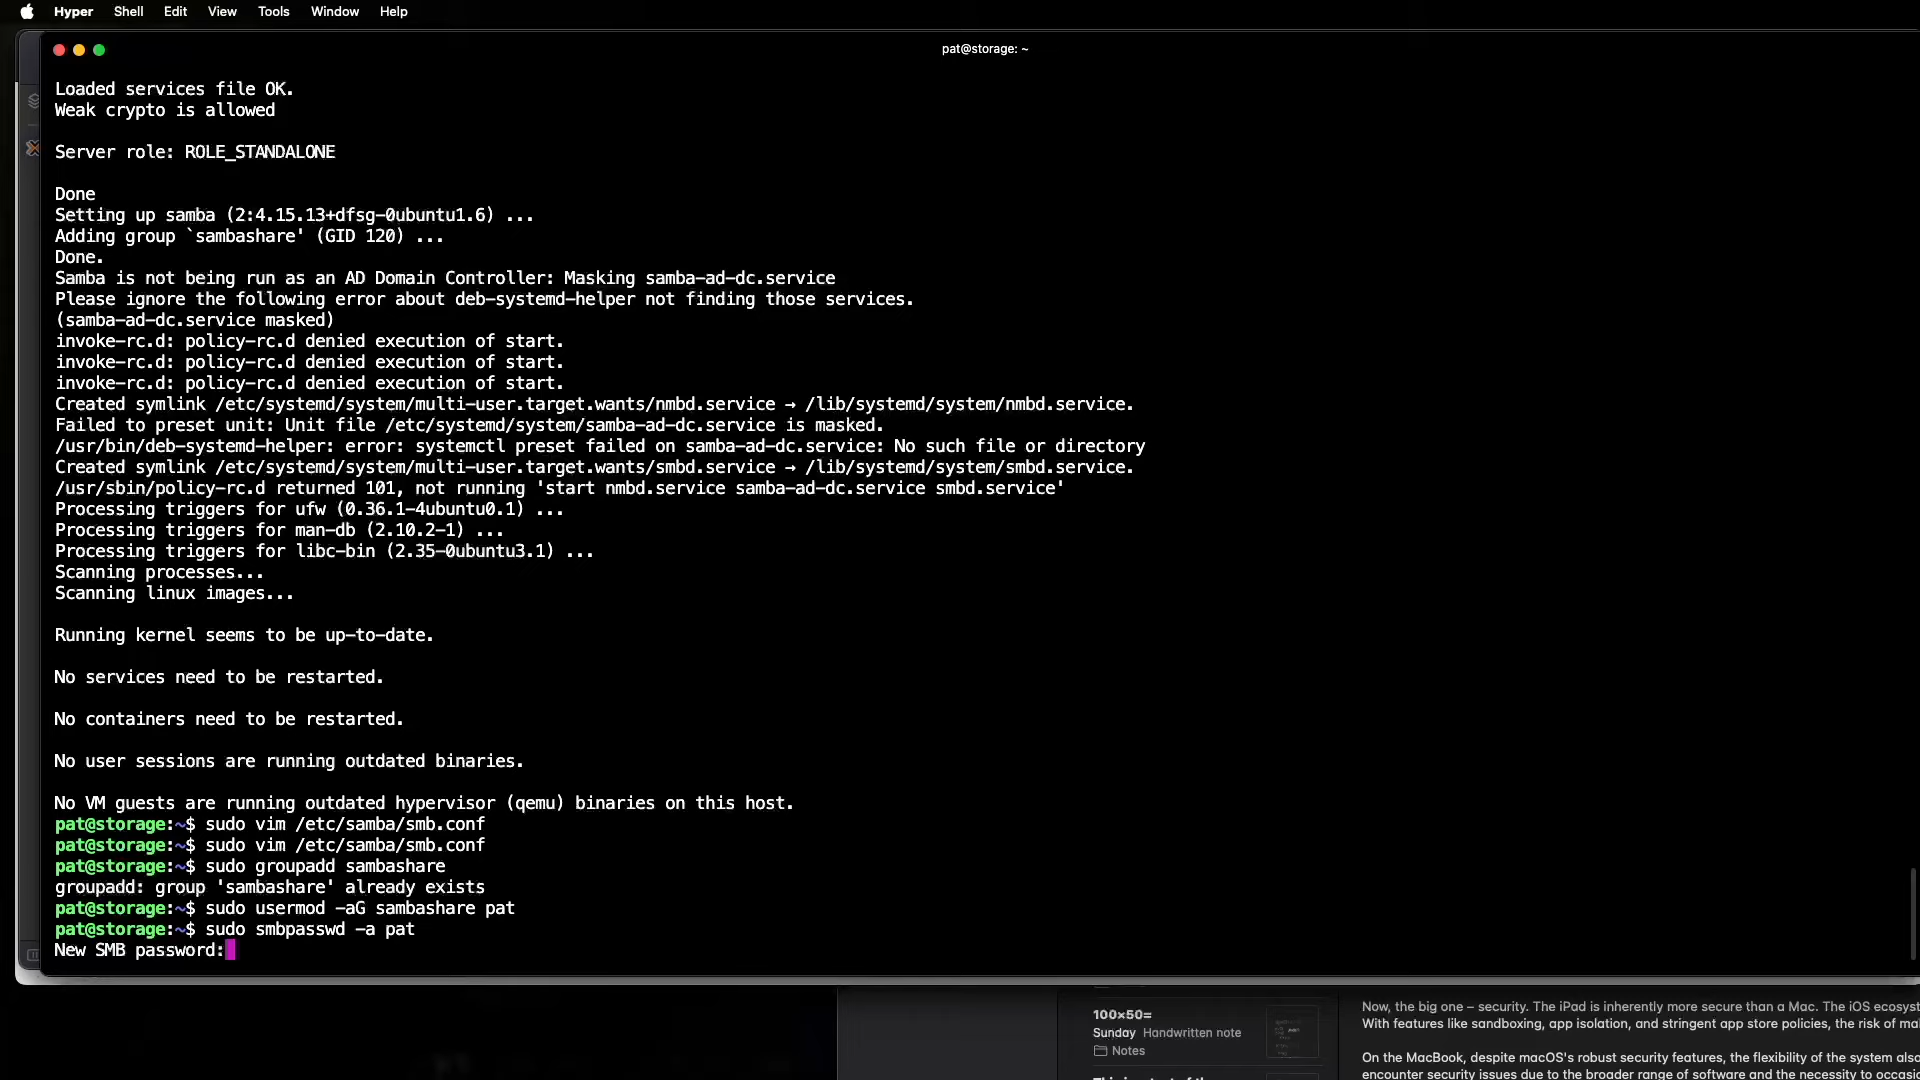 Hyper Shell Edit View Tools Window Help
pat@storage: ~
Loaded services file OK.
Weak crypto is allowed
Server role: ROLE_STANDALONE
Done
Setting up samba (2:4.15.13+dfsg-0ubuntu1.6) ...
Adding group `sambashare' (GID 120) ...
Done.
Samba is not being run as an AD Domain Controller: Masking samba-ad-dc.service
Please ignore the following error about deb-systemd-helper not finding those services.
(samba-ad-dc.service masked)
invoke-rc.d: policy-rc.d denied execution of start.
invoke-rc.d: policy-rc.d denied execution of start.
invoke-rc.d: policy-rc.d denied execution of start.
Created symlink /etc/systemd/system/multi-user.target.wants/nmbd.service → /lib/systemd/system/nmbd.service.
Failed to preset unit: Unit file /etc/systemd/system/samba-ad-dc.service is masked.
/usr/bin/deb-systemd-helper: error: systemctl preset failed on samba-ad-dc.service: No such file or directory
Created symlink /etc/systemd/system/multi-user.target.wants/smbd.service → /lib/systemd/system/smbd.service.
/usr/sbin/policy-rc.d returned 101, not running 'start nmbd.service samba-ad-dc.service smbd.service'
Processing triggers for ufw (0.36.1-4ubuntu0.1) ...
Processing triggers for man-db (2.10.2-1) ...
Processing triggers for libc-bin (2.35-0ubuntu3.1) ...
Scanning processes...
Scanning linux images...
Running kernel seems to be up-to-date.
No services need to be restarted.
No containers need to be restarted.
No user sessions are running outdated binaries.
No VM guests are running outdated hypervisor (qemu) binaries on this host.
pat@storage:~$ sudo vim /etc/samba/smb.conf
pat@storage:~$ sudo vim /etc/samba/smb.conf
pat@storage:~$ sudo groupadd sambashare
groupadd: group 'sambashare' already exists
pat@storage:~$ sudo usermod -aG sambashare pat
pat@storage:~$ sudo smbpasswd -a pat
New SMB password:
100×50=
Sunday Handwritten note
Notes
Now, the big one – security. The iPad is inherently more secure than a Mac. The iOS ecosyst
With features like sandboxing, app isolation, and stringent app store policies, the risk of ma
On the MacBook, despite macOS's robust security features, the flexibility of the system also
encounter security issues due to the broader range of software and the necessity to occasio